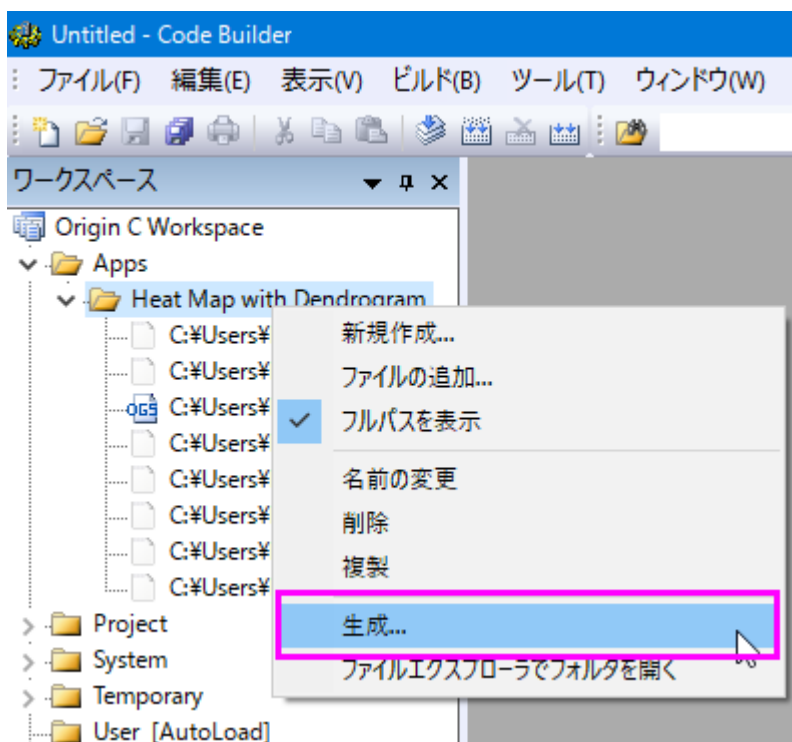 Untitled - Code Builder
ファイル(F) 編集(E) 表示(V) ビルド(B) ツール(T) ウィンドウ(W)
ワークスペース
Origin C Workspace
Apps
Heat Map with Dendrogram
C:¥Users¥
C:¥Users¥
OGS C:¥Users¥
C:¥Users¥
C:¥Users¥
C:¥Users¥
C:¥Users¥
C:¥Users¥
Project
System
Temporary
User [AutoLoad]
新規作成...
ファイルの追加...
フルパスを表示
名前の変更
削除
複製
生成...
ファイルエクスプローラでフォルダを開く